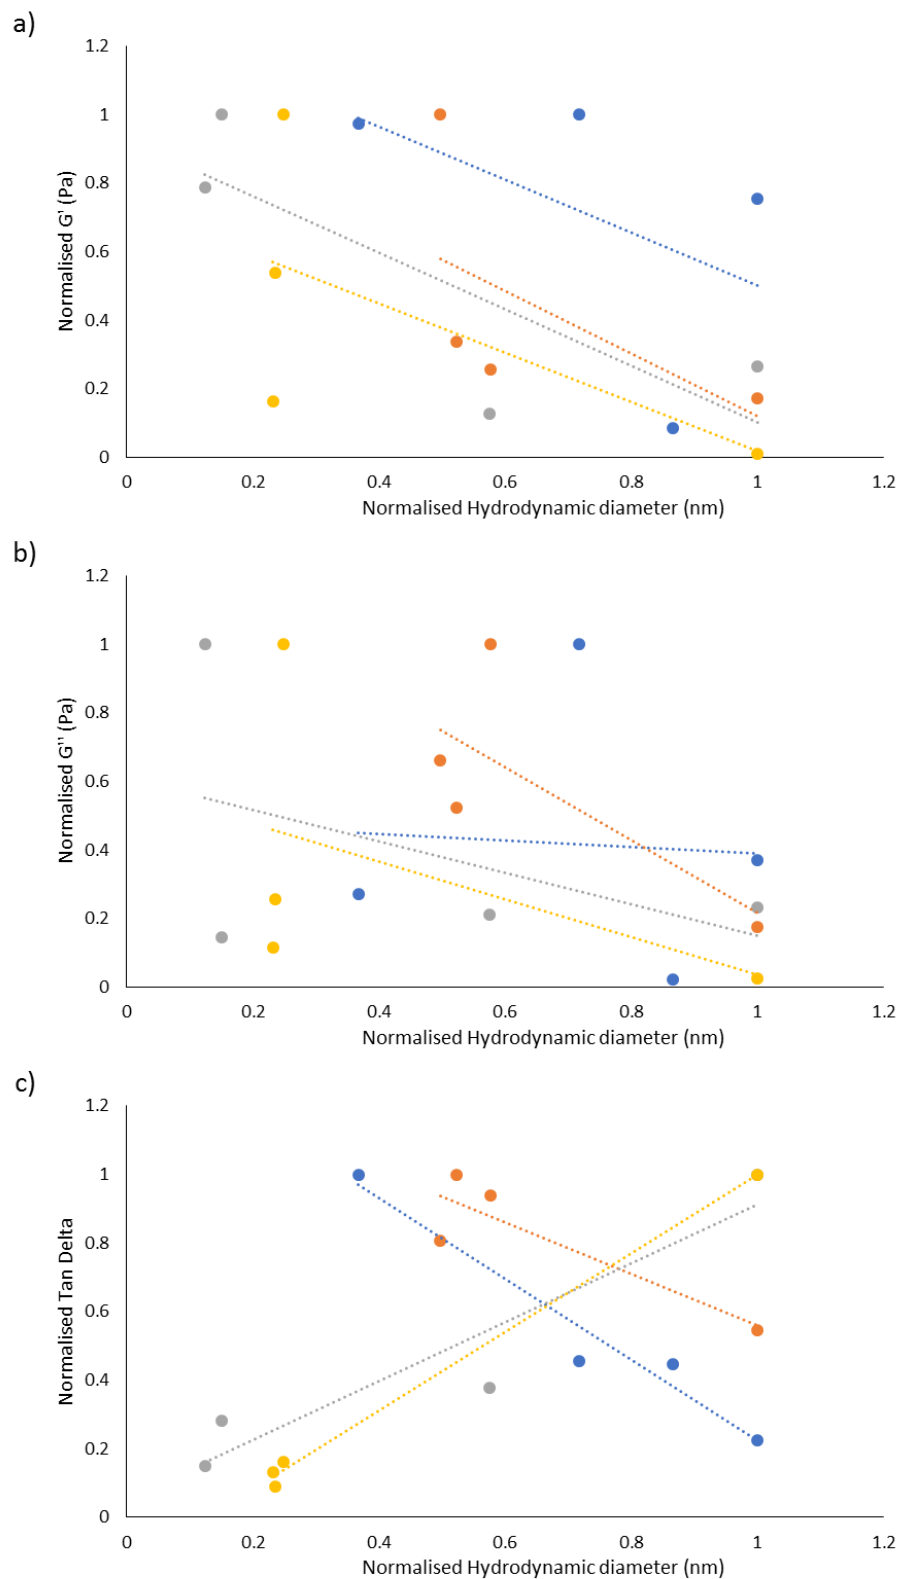 a)
1.2
1
0.8
0.6
0.4
0.2
0
Normalised G' (Pa)
0 0.2 0.4 0.6 0.8 1 1.2
Normalised Hydrodynamic diameter (nm)
b)
1.2
1
0.8
0.6
0.4
0.2
0
Normalised G'' (Pa)
0 0.2 0.4 0.6 0.8 1 1.2
Normalised Hydrodynamic diameter (nm)
c)
1.2
1
0.8
0.6
0.4
0.2
0
Normalised Tan Delta
0 0.2 0.4 0.6 0.8 1 1.2
Normalised Hydrodynamic diameter (nm)